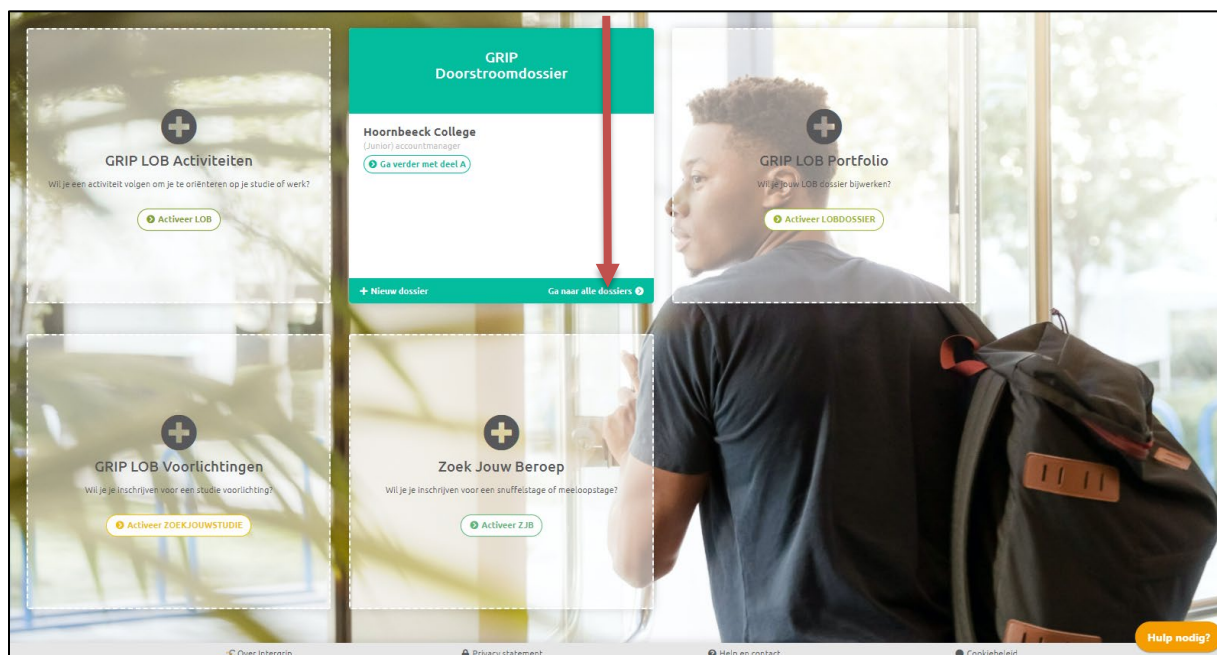 GRIP LOB Activiteiten
Wil je een activiteit volgen om je te oriënteren op je studie of werk?
Activeer LOB
GRIP
Doorstroomdossier
Hoornbeeck College
(Junior) accountmanager
Ga verder met deel A
+ Nieuw dossier
Ga naar alle dossiers
GRIP LOB Portfolio
Wil je jouw LOB dossier bijwerken?
Activeer LOBDOSSIER
GRIP LOB Voorlichtingen
Wil je je inschrijven voor een studie voorlichting?
Activeer ZOEKJOUWSTUDIE
Zoek Jouw Beroep
Wil je je inschrijven voor een snuffelstage of meeloopstage?
Activeer ZJB
Hulp nodig?
Over Intergrip
Privacy statement
Help en contact
Cookiebeleid